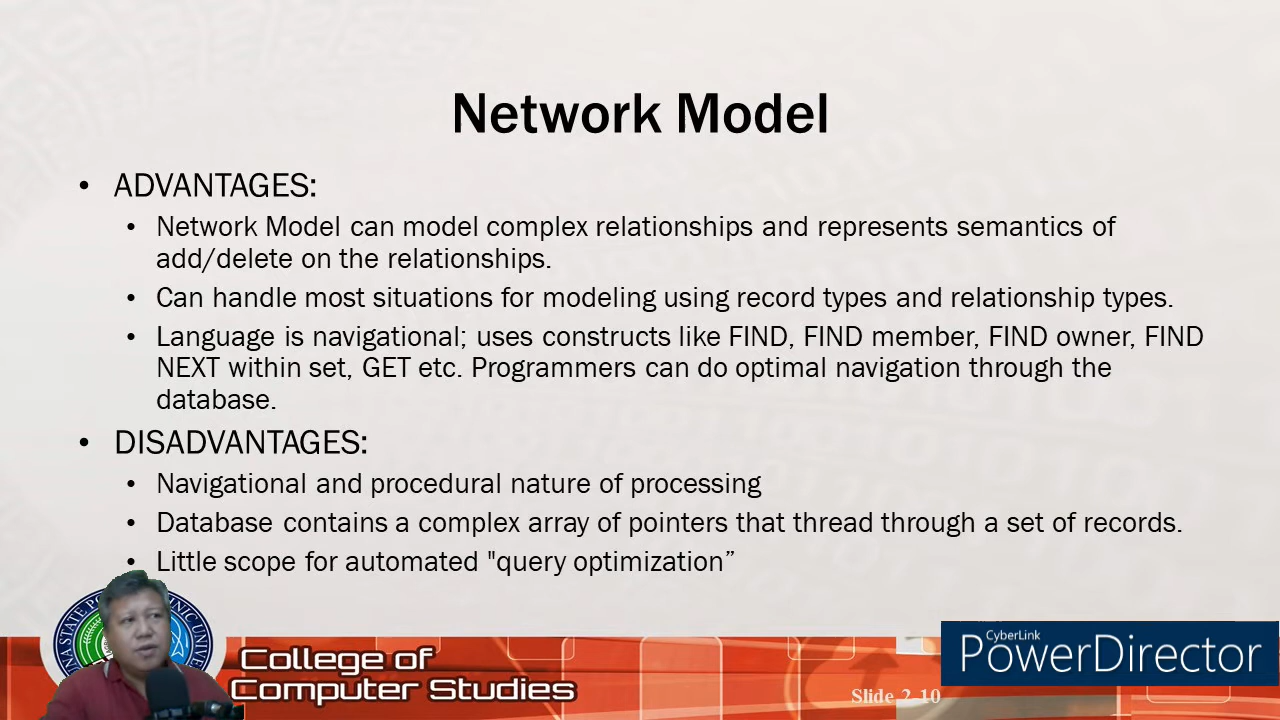 Network Model
• ADVANTAGES:
• Network Model can model complex relationships and represents semantics of
add/delete on the relationships.
• Can handle most situations for modeling using record types and relationship types.
• Language is navigational; uses constructs like FIND, FIND member, FIND owner, FIND
NEXT within set, GET etc. Programmers can do optimal navigation through the
database.
• DISADVANTAGES:
• Navigational and procedural nature of processing
• Database contains a complex array of pointers that thread through a set of records.
• Little scope for automated "query optimization”
College of
Computer Studies
Slide 2-10
CyberLink
PowerDirector